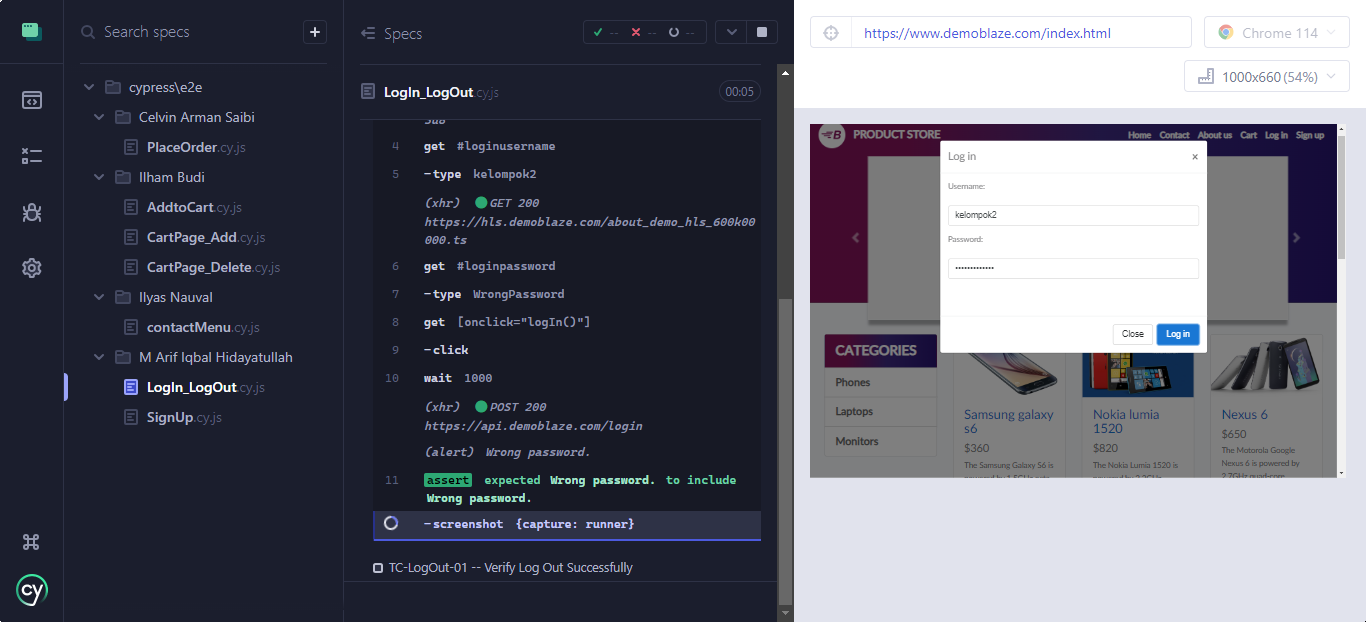 Search specs
+
cypress\e2e
Celvin Arman Saibi
PlaceOrder.cy.js
Ilham Budi
AddtoCart.cy.js
CartPage_Add.cy.js
CartPage_Delete.cy.js
Ilyas Nauval
contactMenu.cy.js
M Arif Iqbal Hidayatullah
LogIn_LogOut.cy.js
SignUp.cy.js
cy
Specs
-- -- --
LogIn_LogOut cy.js
00:05
4 get #loginusername
5 -type kelompok2
(xhr) GET 200
https://hls.demoblaze.com/about_demo_hls_600k00
000.ts
6 get #loginpassword
7 -type WrongPassword
8 get [onclick="logIn()"]
9 -click
10 wait 1000
(xhr) POST 200
https://api.demoblaze.com/login
(alert) Wrong password.
11 assert expected Wrong password. to include
Wrong password.
-screenshot {capture: runner}
TC-LogOut-01 -- Verify Log Out Successfully
https://www.demoblaze.com/index.html
Chrome 114
1000x660 (54%)
B PRODUCT STORE
Home Contact About us Cart Log in Sign up
Log in
×
Username:
kelompok2
Password:
•••••••••••••
Close Log in
CATEGORIES
Phones
Laptops
Monitors
Samsung galaxy
s6
$360
The Samsung Galaxy S6 is
Nokia lumia
1520
$820
The Nokia Lumia 1520 is
Nexus 6
$650
The Motorola Google
Nexus 6 is powered by